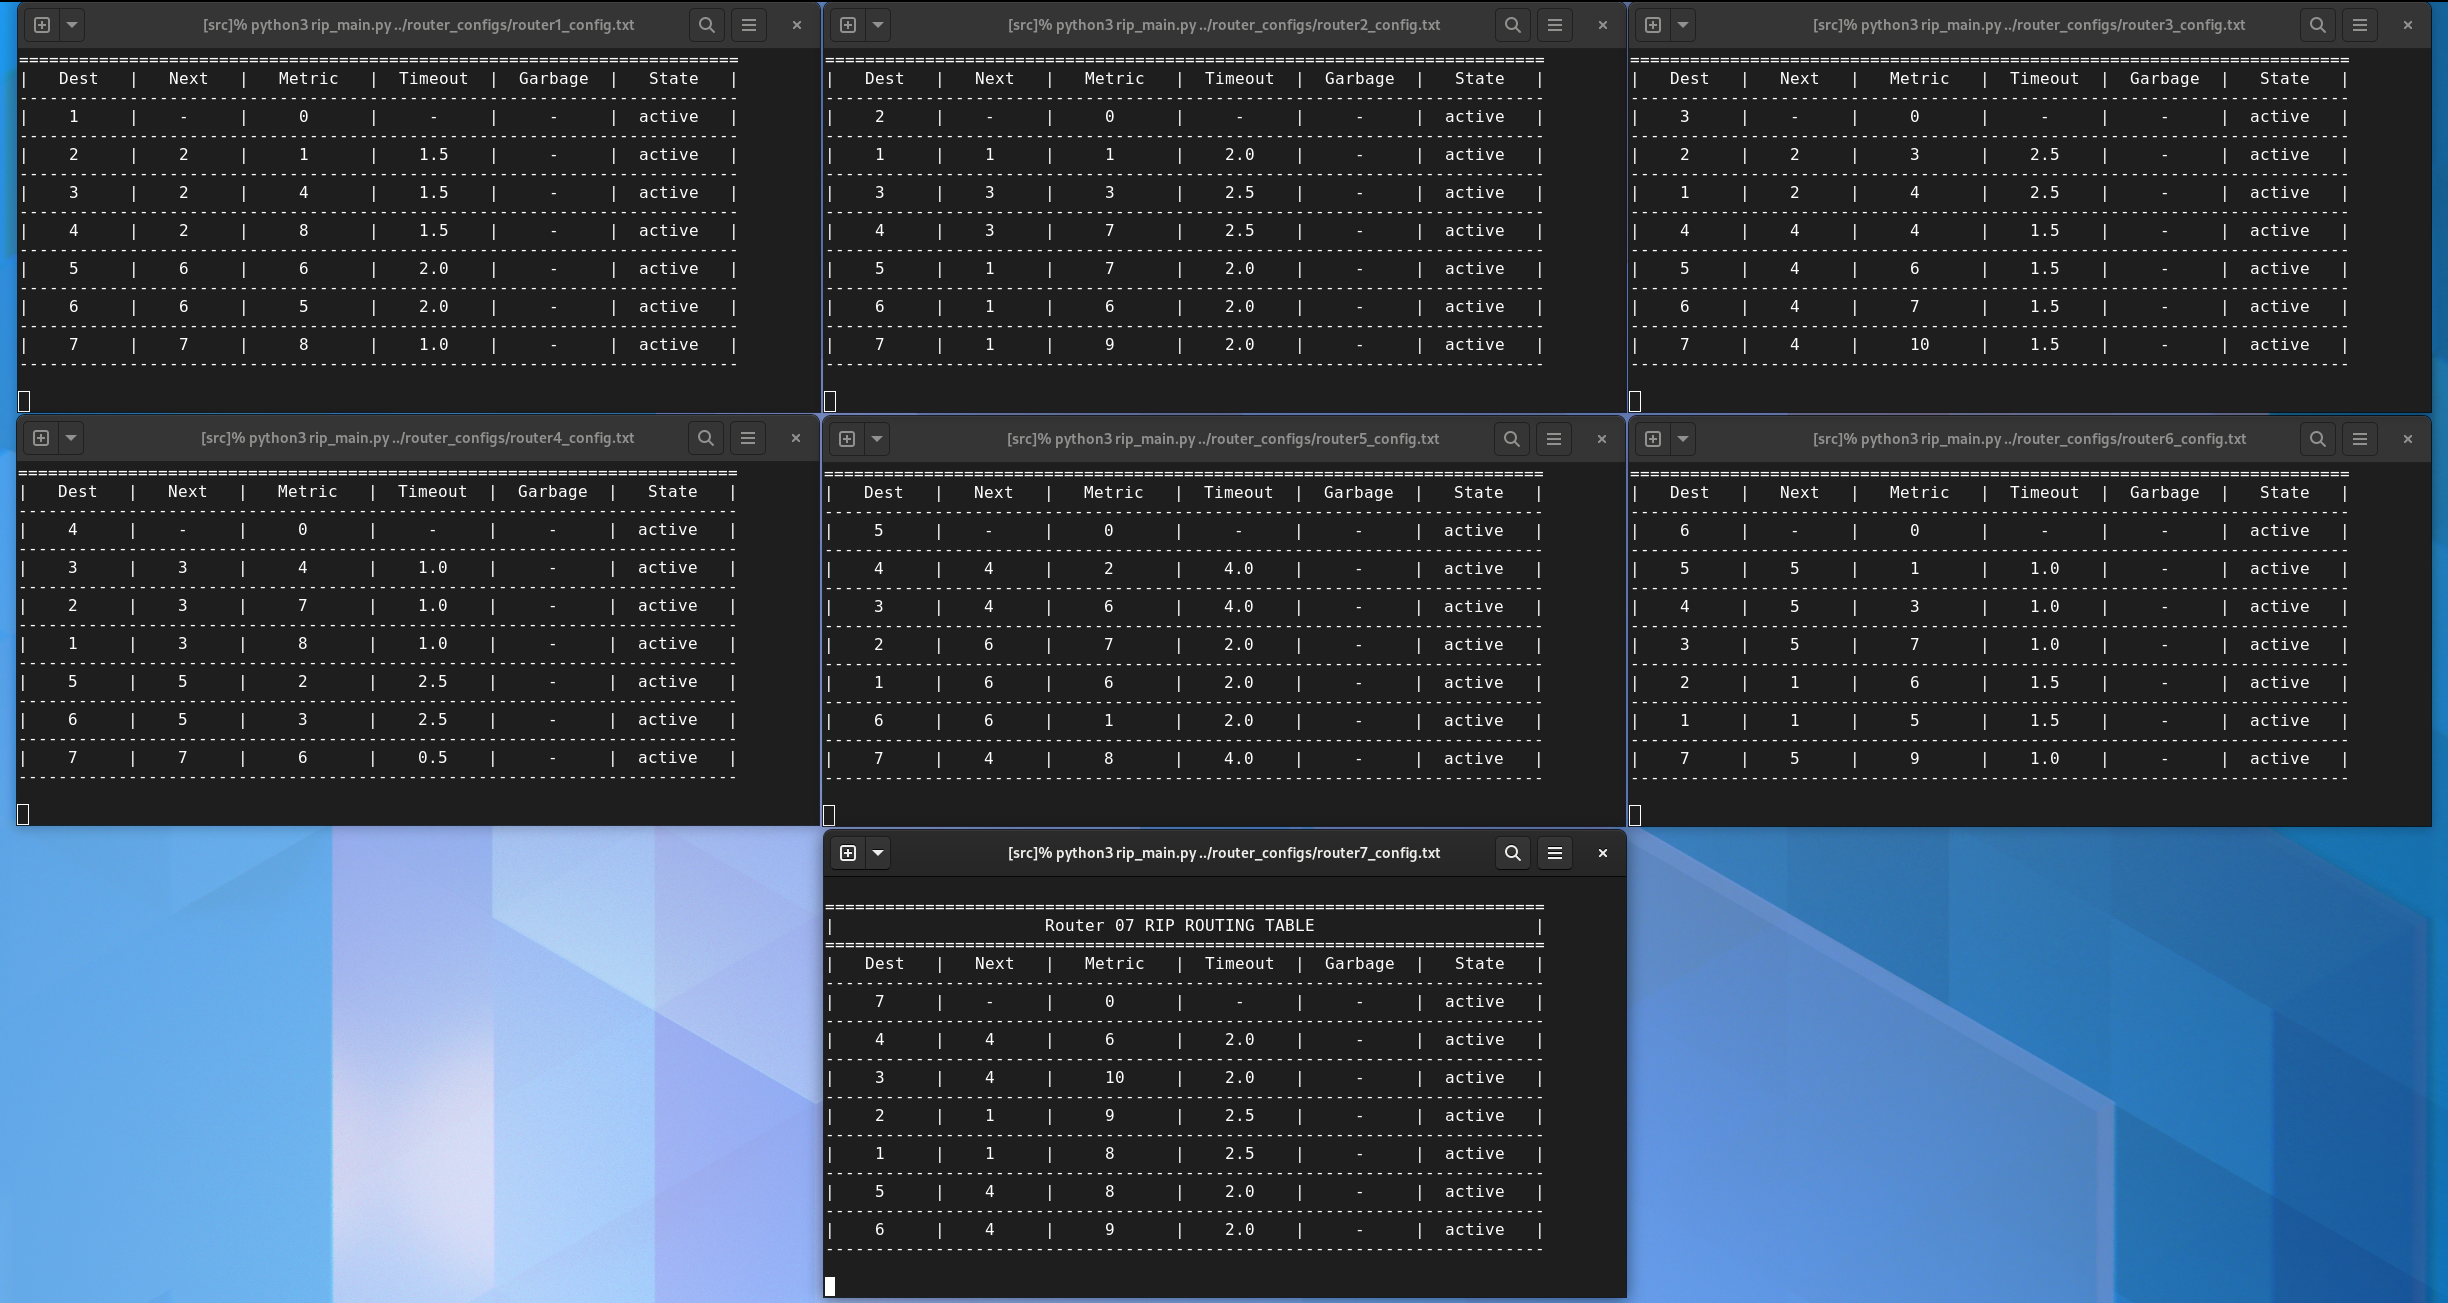 [src]% python3 rip_main.py ../router_configs/router1_config.txt
================================================================================
| Dest | Next | Metric | Timeout | Garbage | State |
| 1 | - | 0 | - | - | active |
| 2 | 2 | 1 | 1.5 | - | active |
| 3 | 2 | 4 | 1.5 | - | active |
| 4 | 2 | 8 | 1.5 | - | active |
| 5 | 6 | 6 | 2.0 | - | active |
| 6 | 6 | 5 | 2.0 | - | active |
| 7 | 7 | 8 | 1.0 | - | active |
[src]% python3 rip_main.py ../router_configs/router2_config.txt
| Dest | Next | Metric | Timeout | Garbage | State |
| 2 | - | 0 | - | - | active |
| 1 | 1 | 1 | 2.0 | - | active |
| 3 | 3 | 3 | 2.5 | - | active |
| 4 | 3 | 7 | 2.5 | - | active |
| 5 | 1 | 7 | 2.0 | - | active |
| 6 | 1 | 6 | 2.0 | - | active |
| 7 | 1 | 9 | 2.0 | - | active |
[src]% python3 rip_main.py ../router_configs/router3_config.txt
| Dest | Next | Metric | Timeout | Garbage | State |
| 3 | - | 0 | - | - | active |
| 2 | 2 | 3 | 2.5 | - | active |
| 1 | 2 | 4 | 2.5 | - | active |
| 4 | 4 | 4 | 1.5 | - | active |
| 5 | 4 | 6 | 1.5 | - | active |
| 6 | 4 | 7 | 1.5 | - | active |
| 7 | 4 | 10 | 1.5 | - | active |
[src]% python3 rip_main.py ../router_configs/router4_config.txt
| Dest | Next | Metric | Timeout | Garbage | State |
| 4 | - | 0 | - | - | active |
| 3 | 3 | 4 | 1.0 | - | active |
| 2 | 3 | 7 | 1.0 | - | active |
| 1 | 3 | 8 | 1.0 | - | active |
| 5 | 5 | 2 | 2.5 | - | active |
| 6 | 5 | 3 | 2.5 | - | active |
| 7 | 7 | 6 | 0.5 | - | active |
[src]% python3 rip_main.py ../router_configs/router5_config.txt
| Dest | Next | Metric | Timeout | Garbage | State |
| 5 | - | 0 | - | - | active |
| 4 | 4 | 2 | 4.0 | - | active |
| 3 | 4 | 6 | 4.0 | - | active |
| 2 | 6 | 7 | 2.0 | - | active |
| 1 | 6 | 6 | 2.0 | - | active |
| 6 | 6 | 1 | 2.0 | - | active |
| 7 | 4 | 8 | 4.0 | - | active |
[src]% python3 rip_main.py ../router_configs/router6_config.txt
| Dest | Next | Metric | Timeout | Garbage | State |
| 6 | - | 0 | - | - | active |
| 5 | 5 | 1 | 1.0 | - | active |
| 4 | 5 | 3 | 1.0 | - | active |
| 3 | 5 | 7 | 1.0 | - | active |
| 2 | 1 | 6 | 1.5 | - | active |
| 1 | 1 | 5 | 1.5 | - | active |
| 7 | 5 | 9 | 1.0 | - | active |
[src]% python3 rip_main.py ../router_configs/router7_config.txt
| Router 07 RIP ROUTING TABLE |
| Dest | Next | Metric | Timeout | Garbage | State |
| 7 | - | 0 | - | - | active |
| 4 | 4 | 6 | 2.0 | - | active |
| 3 | 4 | 10 | 2.0 | - | active |
| 2 | 1 | 9 | 2.5 | - | active |
| 1 | 1 | 8 | 2.5 | - | active |
| 5 | 4 | 8 | 2.0 | - | active |
| 6 | 4 | 9 | 2.0 | - | active |